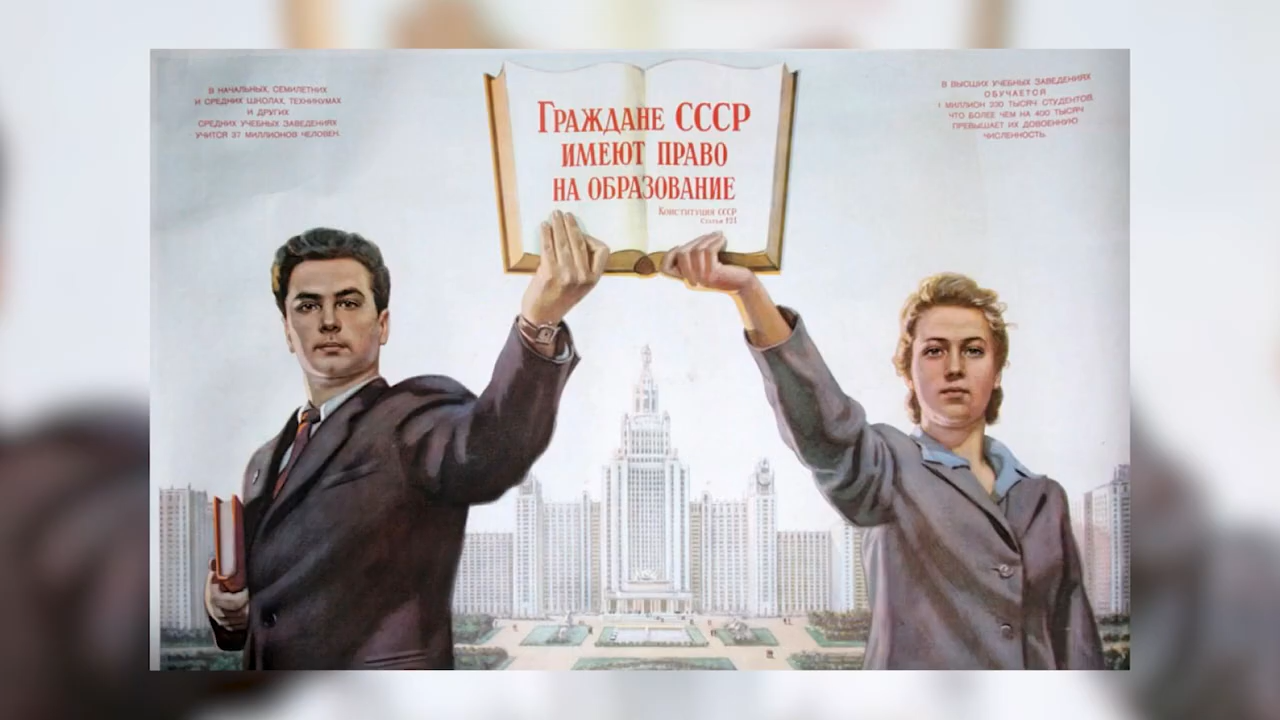 В НАЧАЛЬНЫХ, СЕМИЛЕТНИХ
И СРЕДНИХ ШКОЛАХ, ТЕХНИКУМАХ
И ДРУГИХ
СРЕДНИХ УЧЕБНЫХ ЗАВЕДЕНИЯХ
УЧИТСЯ 37 МИЛЛИОНОВ ЧЕЛОВЕК.
ГРАЖДАНЕ СССР
ИМЕЮТ ПРАВО
НА ОБРАЗОВАНИЕ
КОНСТИТУЦИЯ СССР
СТАТЬЯ 121
В ВЫСШИХ УЧЕБНЫХ ЗАВЕДЕНИЯХ
ОБУЧАЕТСЯ
1 МИЛЛИОН 330 ТЫСЯЧ СТУДЕНТОВ,
ЧТО БОЛЕЕ ЧЕМ НА 400 ТЫСЯЧ
ПРЕВЫШАЕТ ИХ ДОВОЕННУЮ
ЧИСЛЕННОСТЬ.